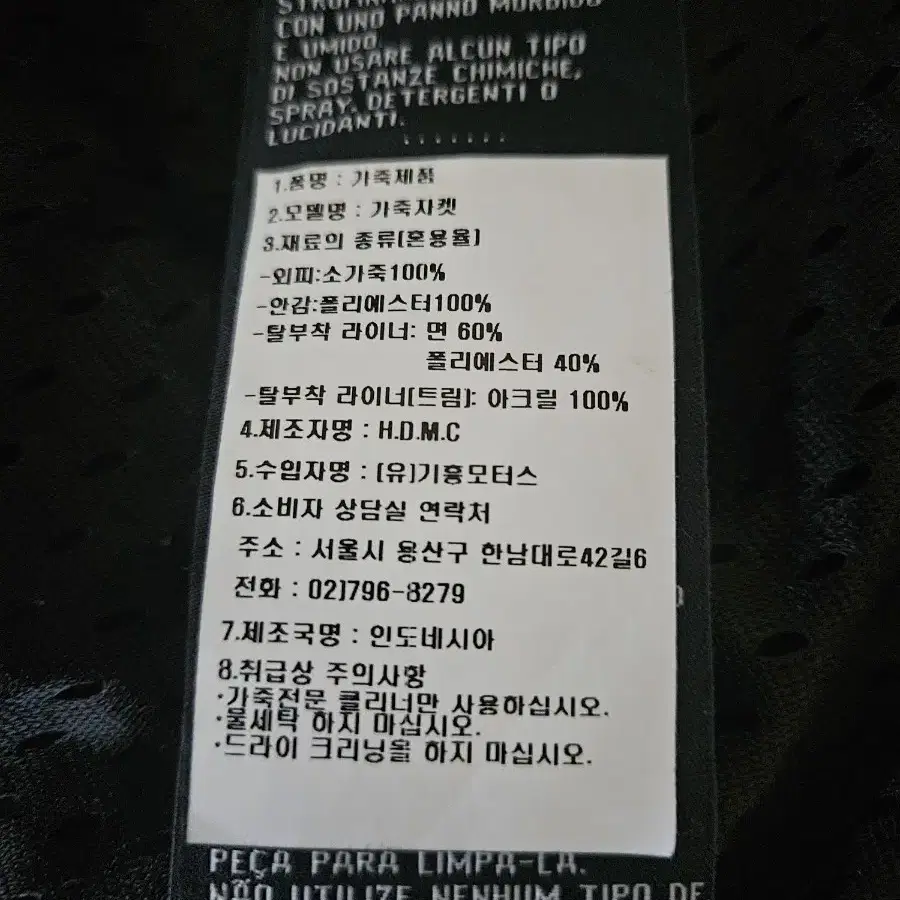 CON UNO PANNO MORBIDO
E UMIDO.
NON USARE ALCUN TIPO
DI SOSTANZE CHIMICHE,
SPRAY, DETERGENTI O
LUCIDANTI.
1.품명 : 가죽제품
2.모델명 : 가죽자켓
3.재료의 종류(혼용율)
-외피:소가죽100%
-안감:폴리에스터100%
-탈부착 라이너: 면 60%
폴리에스터 40%
-탈부착 라이너(트림): 아크릴 100%
4.제조자명 : H.D.M.C
5.수입자명 : (유)기흥모터스
6.소비자 상담실 연락처
주소 : 서울시 용산구 한남대로42길6
전화 : 02)796-8279
7.제조국명 : 인도네시아
8.취급상 주의사항
·가죽전문 클리너만 사용하십시오.
·물세탁 하지 마십시오.
·드라이 크리닝을 하지 마십시오.
PEÇA PARA LIMPA-LA.
NÃO UTILIZE NENHUM TIPO DE